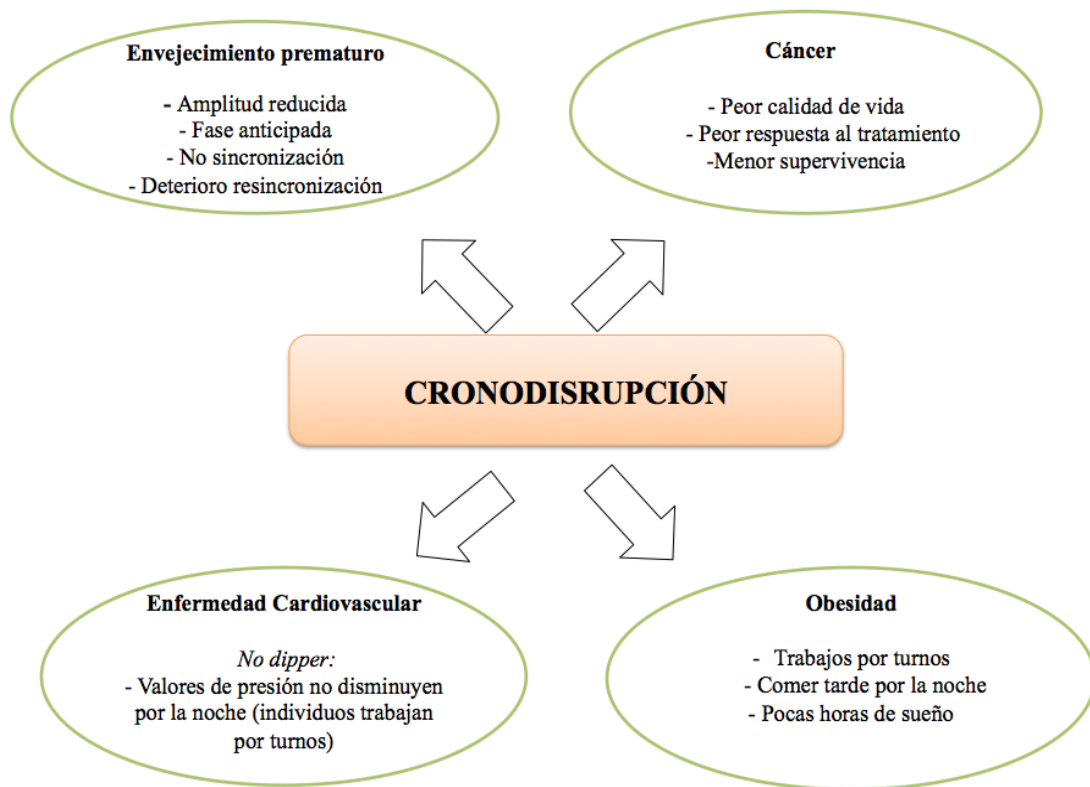 Envejecimiento prematuro
- Amplitud reducida
- Fase anticipada
- No sincronización
- Deterioro resincronización
Cáncer
- Peor calidad de vida
- Peor respuesta al tratamiento
-Menor supervivencia
CRONODISRUPCIÓN
Enfermedad Cardiovascular
No dipper:
- Valores de presión no disminuyen
por la noche (individuos trabajan
por turnos)
Obesidad
- Trabajos por turnos
- Comer tarde por la noche
- Pocas horas de sueño